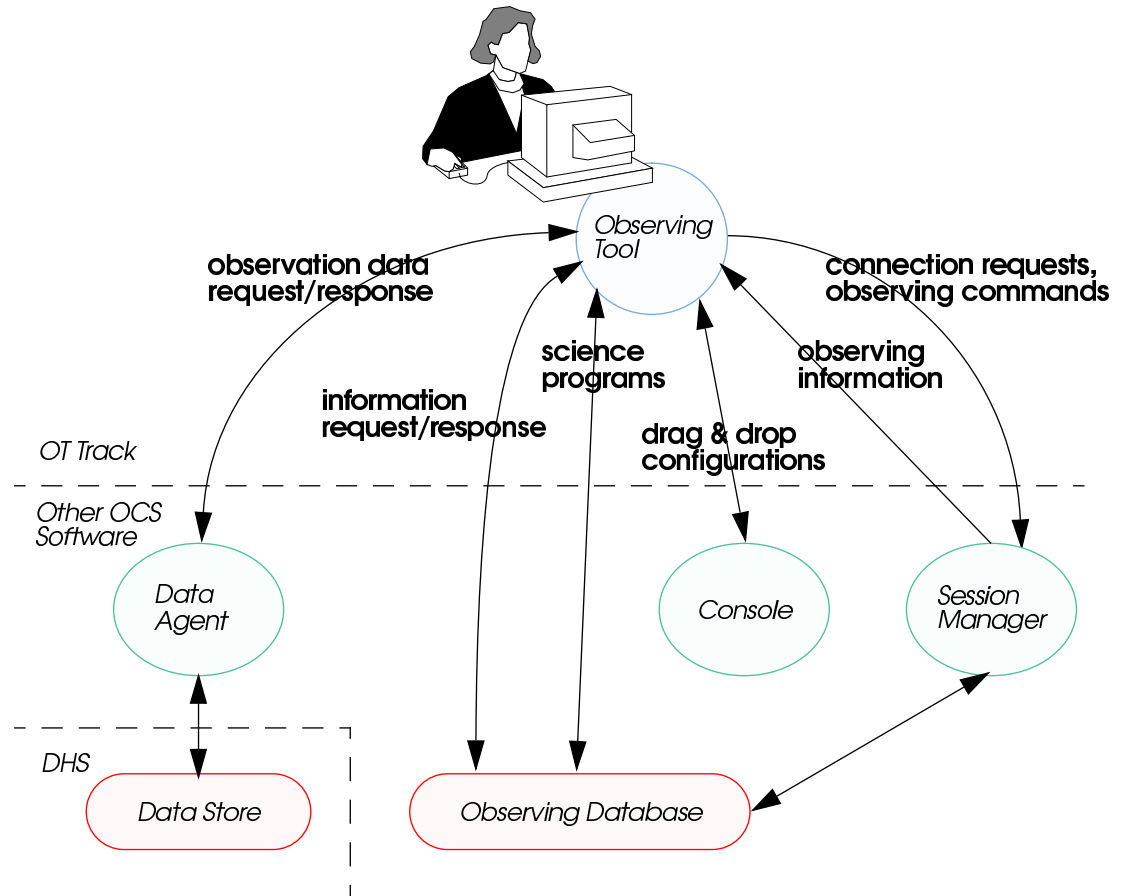 Observing
Tool
observation data
request/response
connection requests,
observing commands
science
programs
observing
information
information
request/response
drag & drop
configurations
OT Track
Other OCS
Software
Data
Agent
Console
Session
Manager
DHS
Data Store
Observing Database